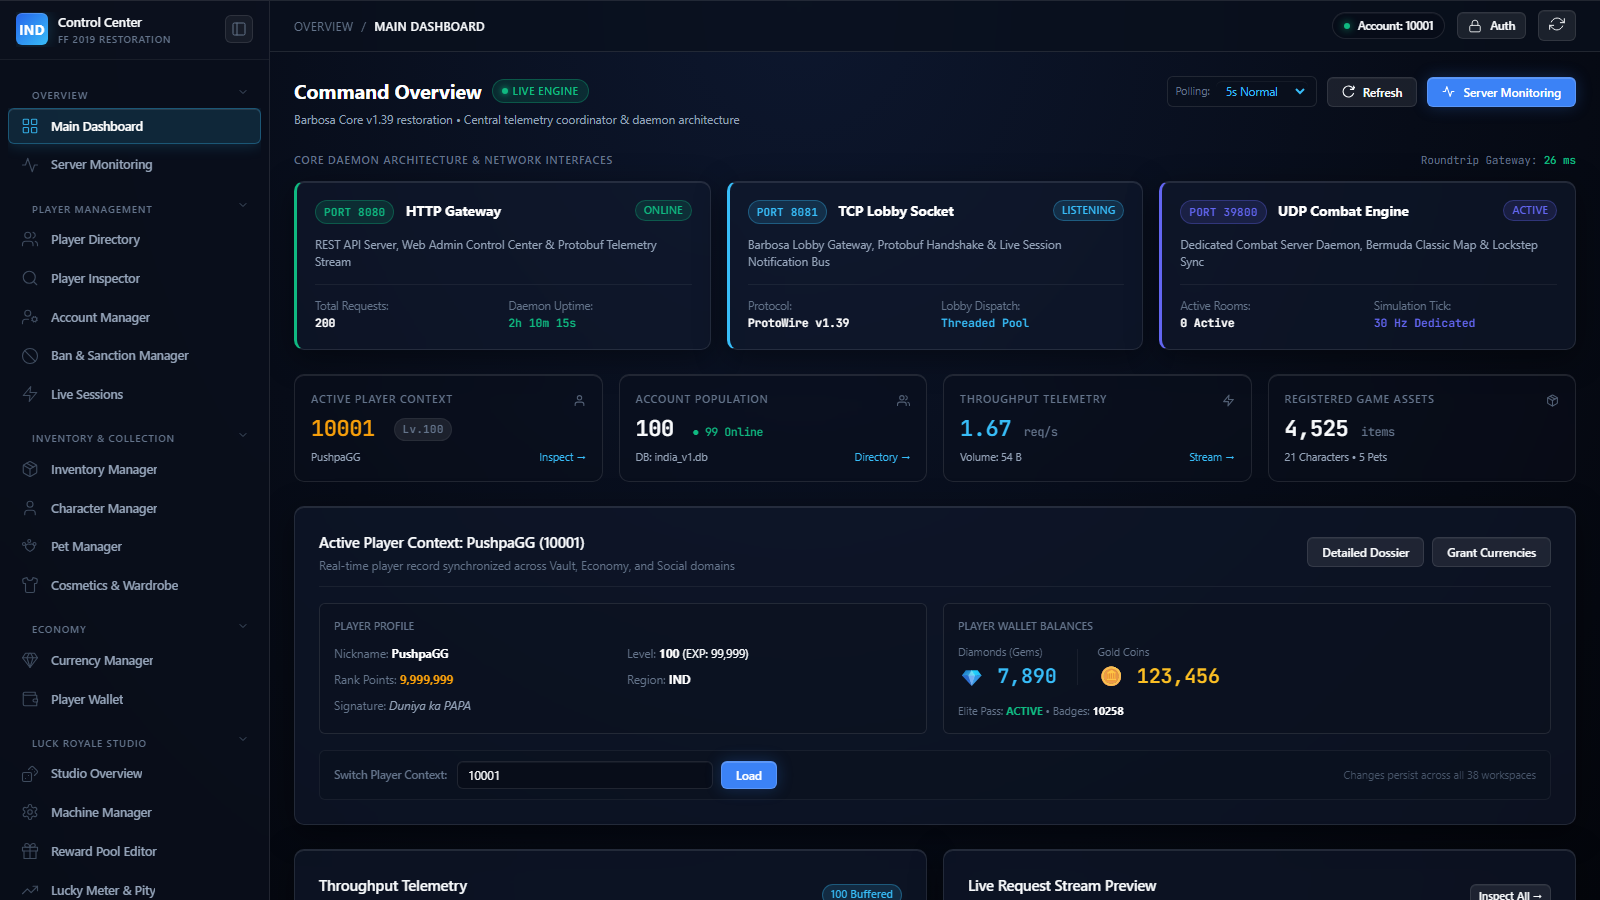 IND
Control Center
FF 2019 RESTORATION
OVERVIEW
Main Dashboard
Server Monitoring
PLAYER MANAGEMENT
Player Directory
Player Inspector
Account Manager
Ban & Sanction Manager
Live Sessions
INVENTORY & COLLECTION
Inventory Manager
Character Manager
Pet Manager
Cosmetics & Wardrobe
ECONOMY
Currency Manager
Player Wallet
LUCK ROYALE STUDIO
Studio Overview
Machine Manager
Reward Pool Editor
Lucky Meter & Pity
OVERVIEW / MAIN DASHBOARD
Account: 10001
Auth
Command Overview
LIVE ENGINE
Barbosa Core v1.39 restoration • Central telemetry coordinator & daemon architecture
Polling: 5s Normal
Refresh
Server Monitoring
CORE DAEMON ARCHITECTURE & NETWORK INTERFACES
Roundtrip Gateway: 26 ms
PORT 8080 HTTP Gateway ONLINE
REST API Server, Web Admin Control Center & Protobuf Telemetry
Stream
Total Requests: Daemon Uptime:
200 2h 10m 15s
PORT 8081 TCP Lobby Socket LISTENING
Barbosa Lobby Gateway, Protobuf Handshake & Live Session
Notification Bus
Protocol: Lobby Dispatch:
ProtoWire v1.39 Threaded Pool
PORT 39800 UDP Combat Engine ACTIVE
Dedicated Combat Server Daemon, Bermuda Classic Map & Lockstep
Sync
Active Rooms: Simulation Tick:
0 Active 30 Hz Dedicated
ACTIVE PLAYER CONTEXT
10001 Lv.100
PushpaGG Inspect →
ACCOUNT POPULATION
100 • 99 Online
DB: india_v1.db Directory →
THROUGHPUT TELEMETRY
1.67 req/s
Volume: 54 B Stream →
REGISTERED GAME ASSETS
4,525 items
21 Characters • 5 Pets
Active Player Context: PushpaGG (10001)
Real-time player record synchronized across Vault, Economy, and Social domains
Detailed Dossier
Grant Currencies
PLAYER PROFILE
Nickname: PushpaGG Level: 100 (EXP: 99,999)
Rank Points: 9,999,999 Region: IND
Signature: Duniya ka PAPA
PLAYER WALLET BALANCES
Diamonds (Gems) Gold Coins
7,890 123,456
Elite Pass: ACTIVE • Badges: 10258
Switch Player Context: 10001 Load
Changes persist across all 38 workspaces
Throughput Telemetry
100 Buffered
Live Request Stream Preview
Inspect All →